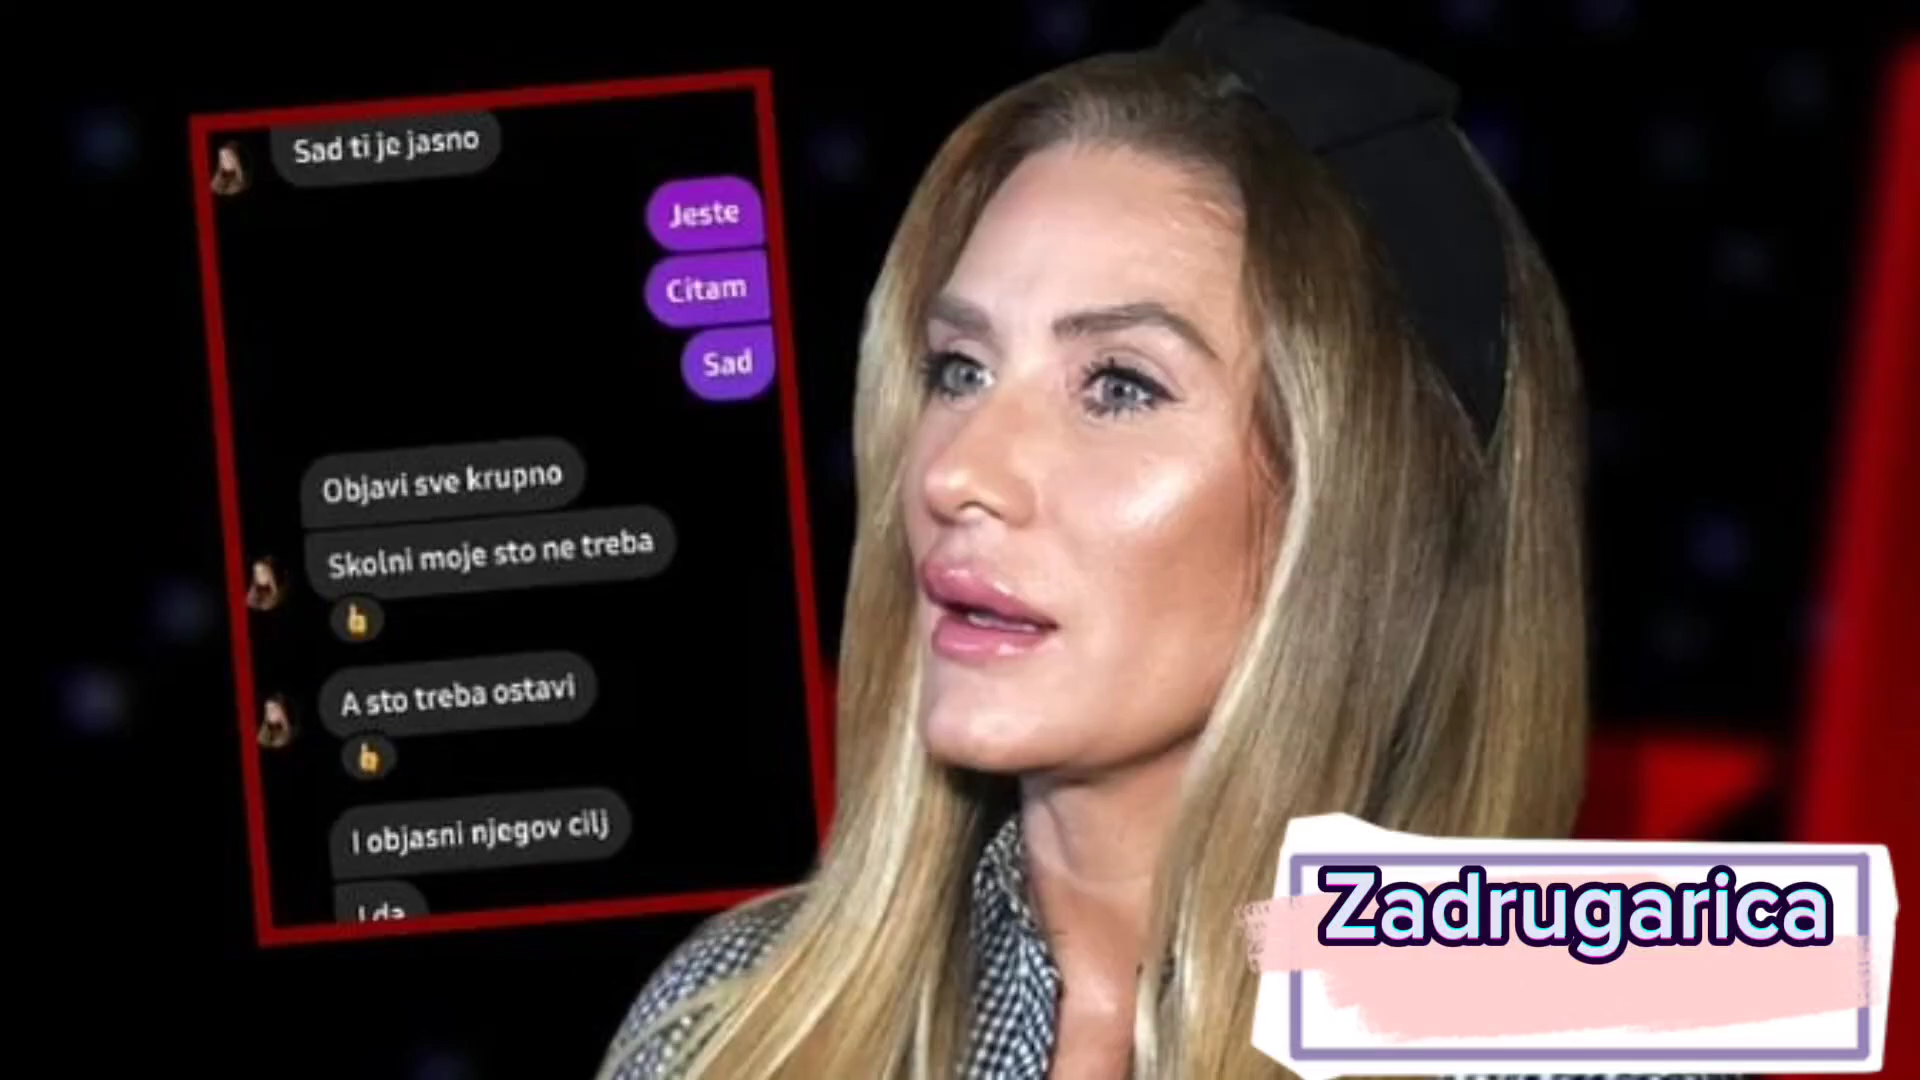 Sad ti je jasno
Jeste
Citam
Sad
Objavi sve krupno
Skolni moje sto ne treba
A sto treba ostavi
I objasni njegov cilj
I da
Zadrugarica